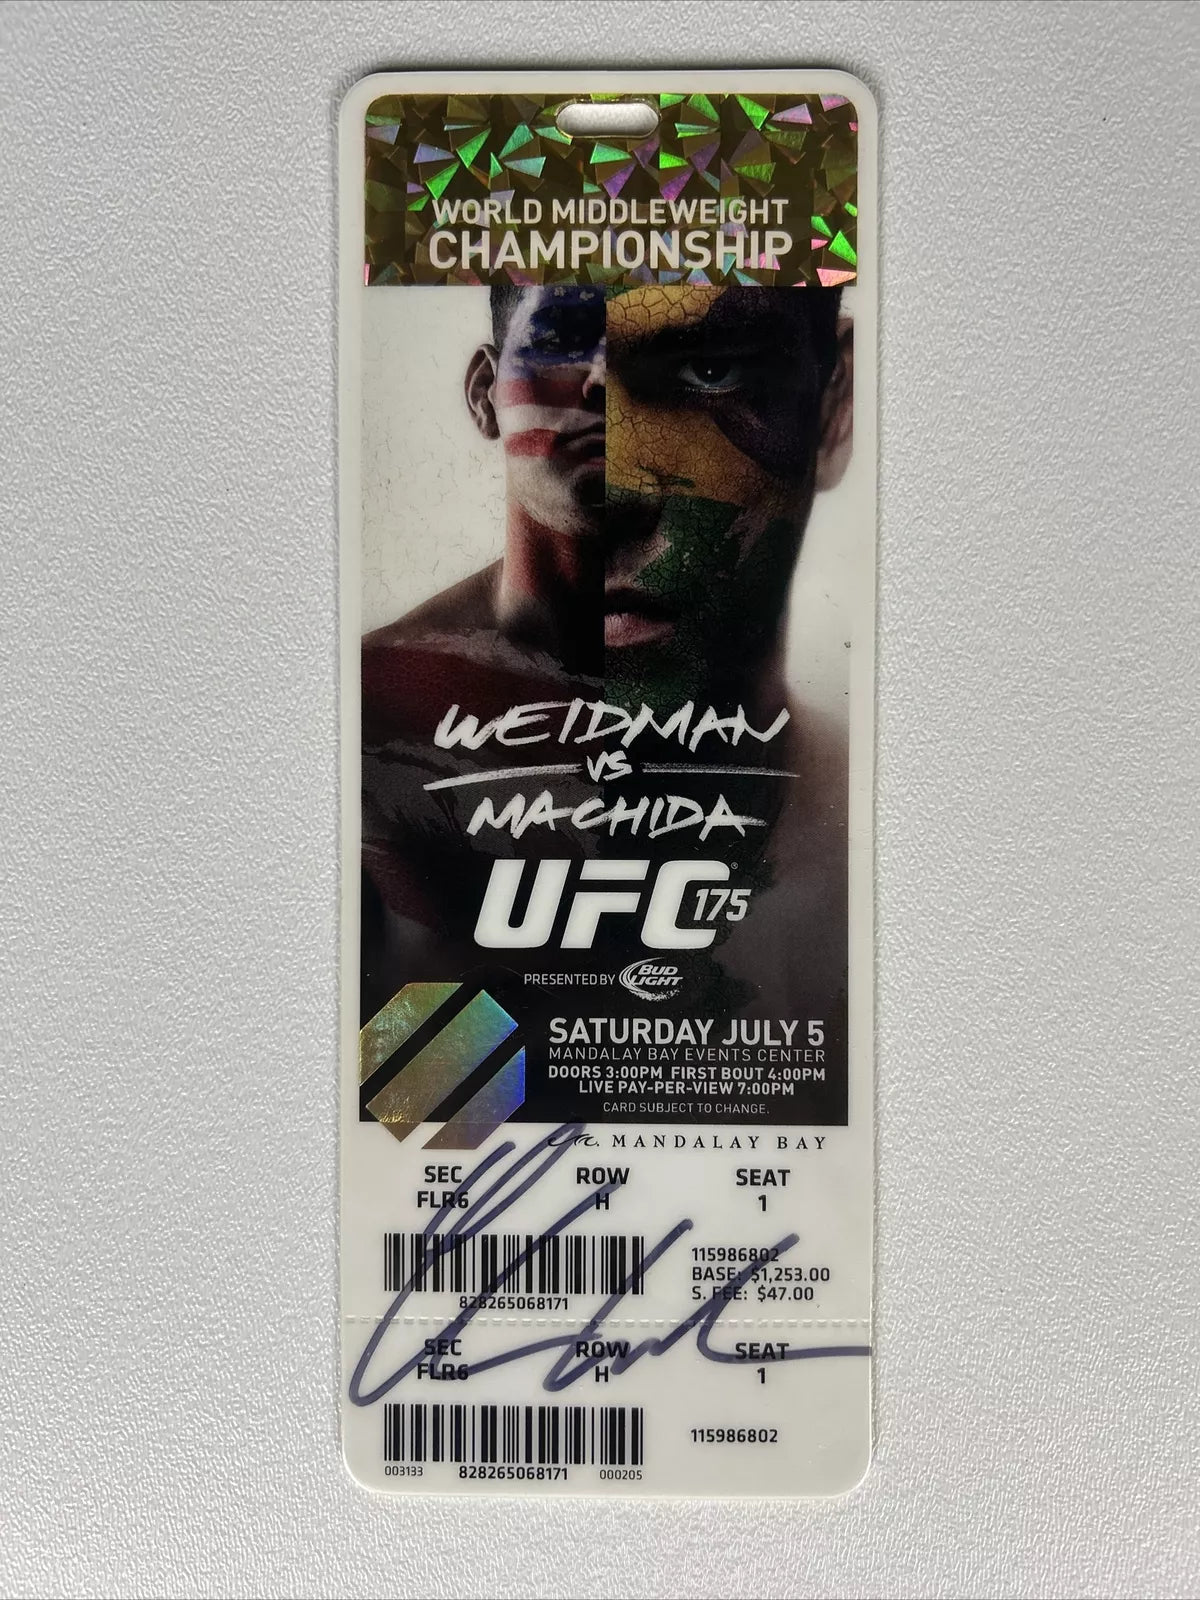 WORLD MIDDLEWEIGHT
CHAMPIONSHIP
WEIDMAN
VS
MACHIDA
UFC® 175
PRESENTED BY BUD LIGHT
SATURDAY JULY 5
MANDALAY BAY EVENTS CENTER
DOORS 3:00PM FIRST BOUT 4:00PM
LIVE PAY-PER-VIEW 7:00PM
CARD SUBJECT TO CHANGE.
MANDALAY BAY
SEC ROW SEAT
FLR6 H 1
115986802
BASE: $1,253.00
S. FEE: $47.00
828265068171
SEC ROW SEAT
FLR6 H 1
115986802
003133 828265068171 000205